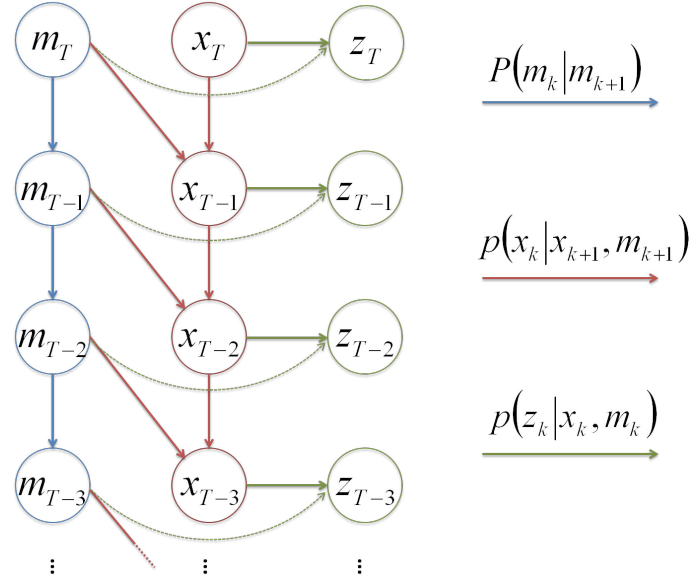 m_T x_T z_T
P(m_k|m_{k+1})
m_{T-1} x_{T-1} z_{T-1}
p(x_k|x_{k+1}, m_{k+1})
m_{T-2} x_{T-2} z_{T-2}
p(z_k|x_k, m_k)
m_{T-3} x_{T-3} z_{T-3}
⋮ ⋮ ⋮